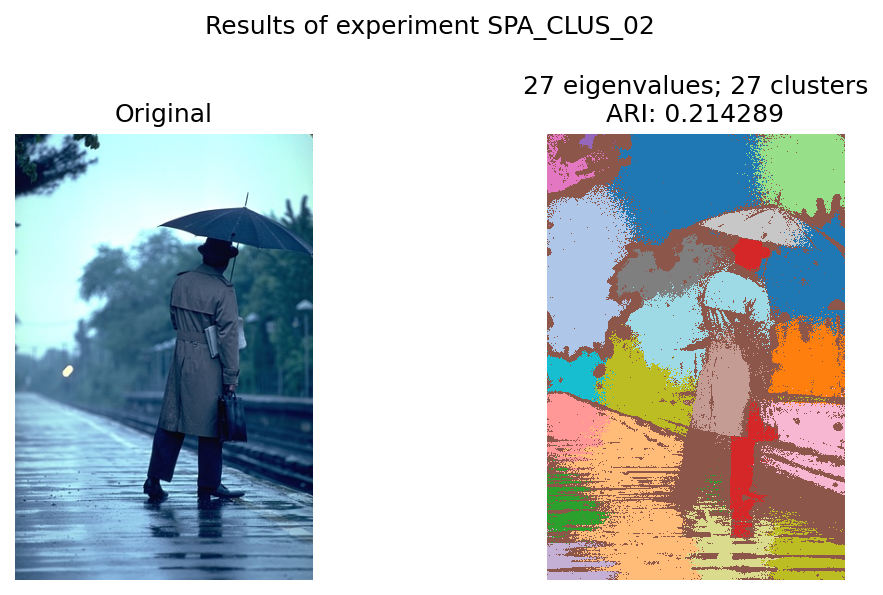 Results of experiment SPA_CLUS_02
Original
27 eigenvalues; 27 clusters
ARI: 0.214289